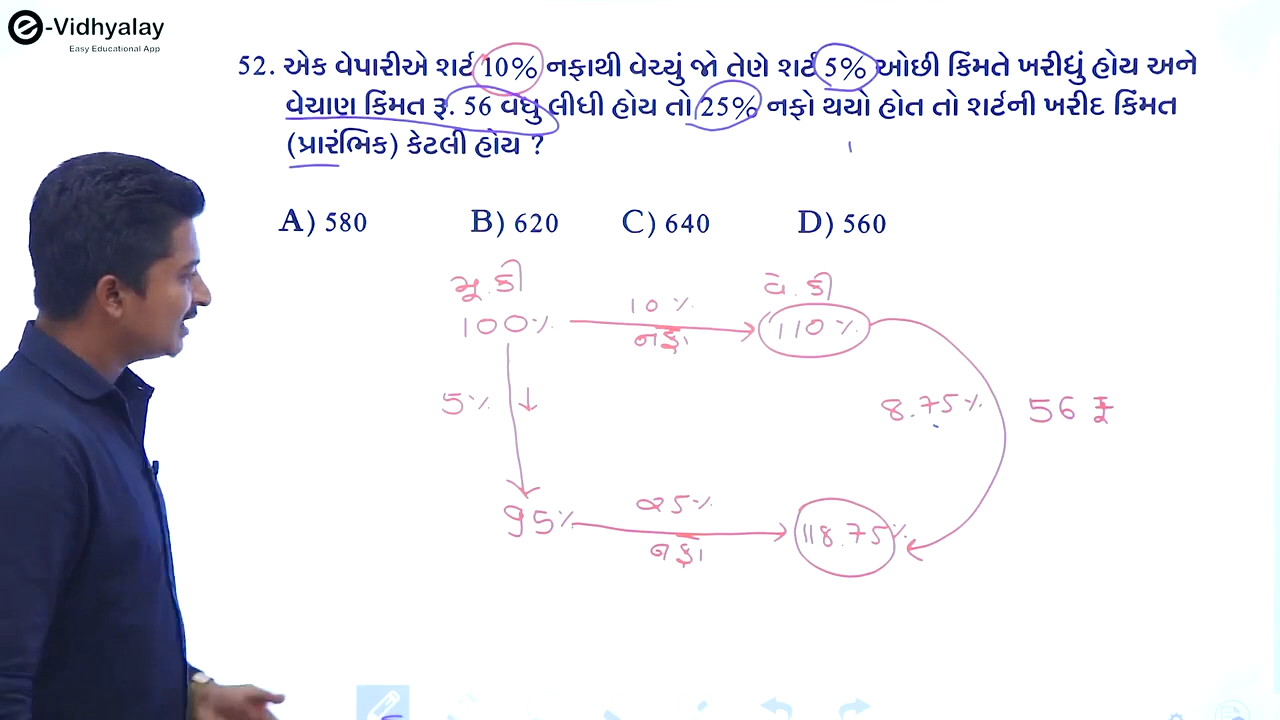 e-Vidhyalay
Easy Educational App
52. એક વેપારીએ શર્ટ 10% નફાથી વેચ્યું જો તેણે શર્ટ 5% ઓછી કિંમતે ખરીધું હોય અને
વેચાણ કિંમત રૂ. 56 વધુ લીધી હોય તો 25% નફો થયો હોત તો શર્ટની ખરીદ કિંમત
(પ્રારંભિક) કેટલી હોય ?
A) 580 B) 620 C) 640 D) 560
મૂ.કી વે.કી
100% 10% નફા 110%
5% ↓ 8.75% 56 રૂ
95% ૨5% નફા 118.75%